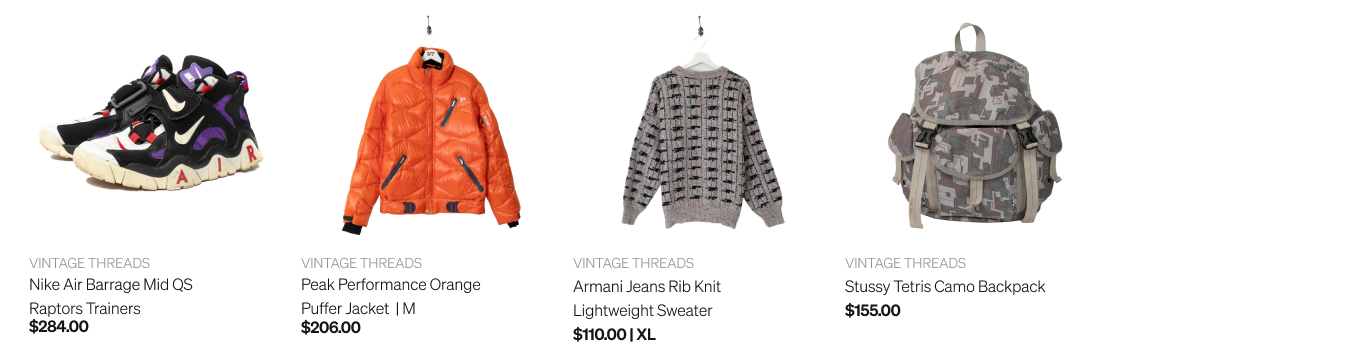 VINTAGE THREADS
Nike Air Barrage Mid QS
Raptors Trainers
$284.00
VINTAGE THREADS
Peak Performance Orange
Puffer Jacket | M
$206.00
VINTAGE THREADS
Armani Jeans Rib Knit
Lightweight Sweater
$110.00 | XL
VINTAGE THREADS
Stussy Tetris Camo Backpack
$155.00
A I R